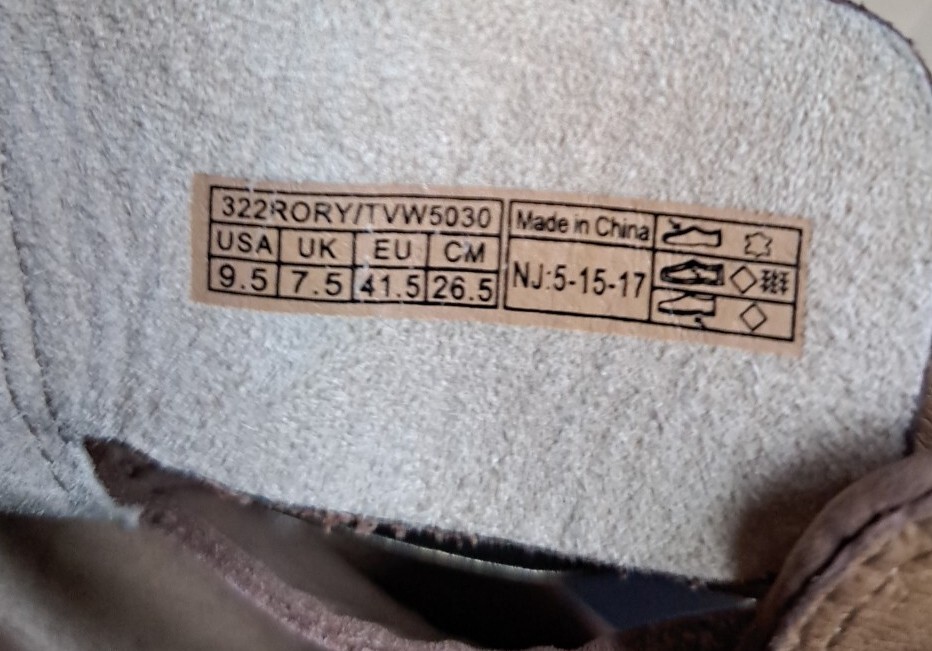 322RORY/TVW5030
USA UK EU CM
9.5 7.5 41.5 26.5
Made in China
NJ:5-15-17